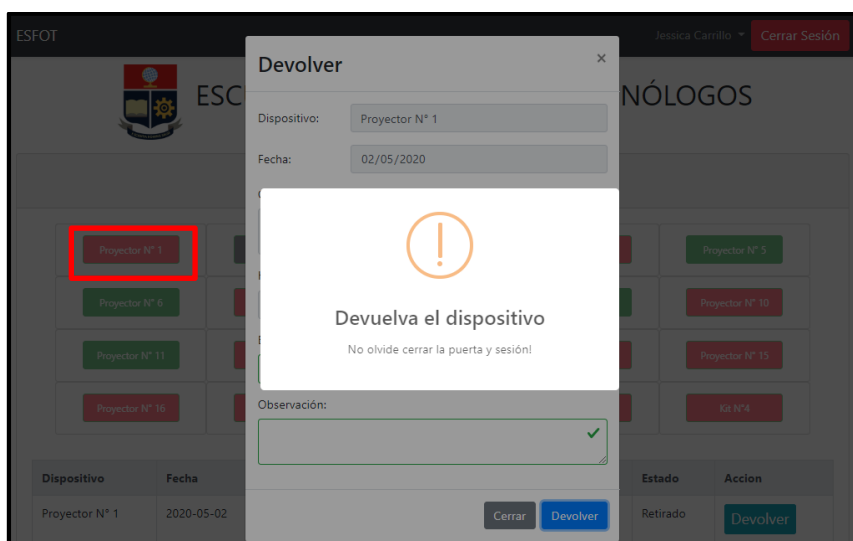 ESFOT
Jessica Carrillo
Cerrar Sesión
Devolver
×
ESC
NÓLOGOS
Dispositivo:
Proyector N° 1
Fecha:
02/05/2020
Proyector N° 1
Proyector N° 5
Proyector N° 6
Proyector N° 10
Proyector N° 11
Proyector N° 15
Proyector N° 16
Kit N°4
Devuelva el dispositivo
No olvide cerrar la puerta y sesión!
Observación:
Cerrar
Devolver
Dispositivo Fecha Estado Accion
Proyector N° 1 2020-05-02 Retirado Devolver